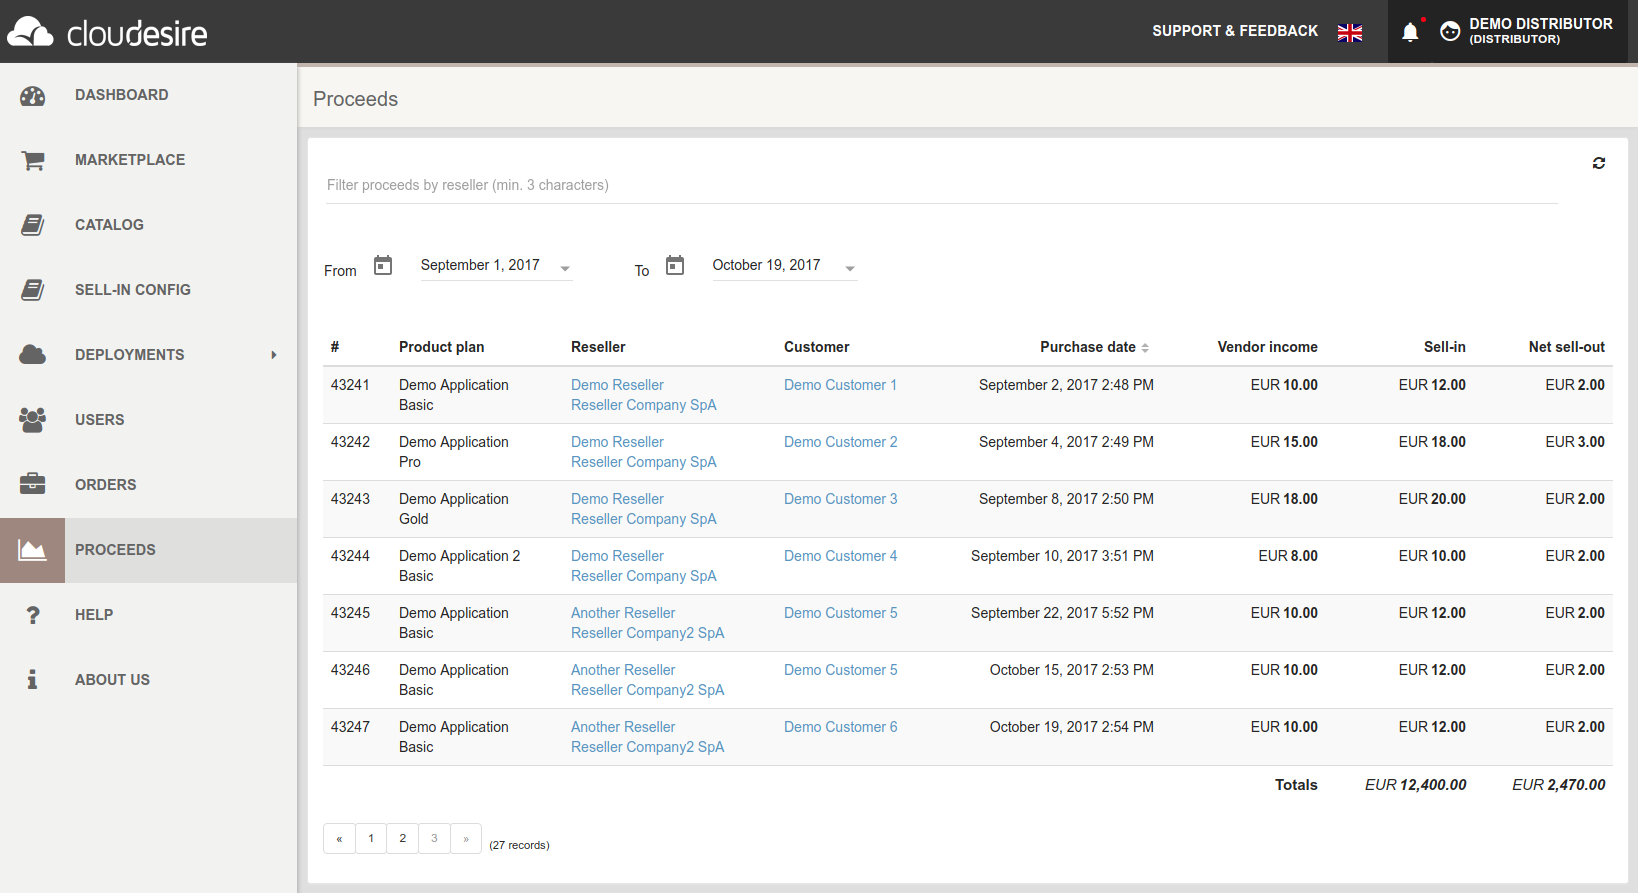 cloudesire
SUPPORT & FEEDBACK
DEMO DISTRIBUTOR
(DISTRIBUTOR)
DASHBOARD
MARKETPLACE
CATALOG
SELL-IN CONFIG
DEPLOYMENTS
USERS
ORDERS
PROCEEDS
HELP
ABOUT US
Proceeds
Filter proceeds by reseller (min. 3 characters)
From September 1, 2017 To October 19, 2017
# Product plan Reseller Customer Purchase date Vendor income Sell-in Net sell-out
43241 Demo Application Demo Reseller Demo Customer 1 September 2, 2017 2:48 PM EUR 10.00 EUR 12.00 EUR 2.00
Basic Reseller Company SpA
43242 Demo Application Demo Reseller Demo Customer 2 September 4, 2017 2:49 PM EUR 15.00 EUR 18.00 EUR 3.00
Pro Reseller Company SpA
43243 Demo Application Demo Reseller Demo Customer 3 September 8, 2017 2:50 PM EUR 18.00 EUR 20.00 EUR 2.00
Gold Reseller Company SpA
43244 Demo Application 2 Demo Reseller Demo Customer 4 September 10, 2017 3:51 PM EUR 8.00 EUR 10.00 EUR 2.00
Basic Reseller Company SpA
43245 Demo Application Another Reseller Demo Customer 5 September 22, 2017 5:52 PM EUR 10.00 EUR 12.00 EUR 2.00
Basic Reseller Company2 SpA
43246 Demo Application Another Reseller Demo Customer 5 October 15, 2017 2:53 PM EUR 10.00 EUR 12.00 EUR 2.00
Basic Reseller Company2 SpA
43247 Demo Application Another Reseller Demo Customer 6 October 19, 2017 2:54 PM EUR 10.00 EUR 12.00 EUR 2.00
Basic Reseller Company2 SpA
Totals EUR 12,400.00 EUR 2,470.00
« 1 2 3 » (27 records)